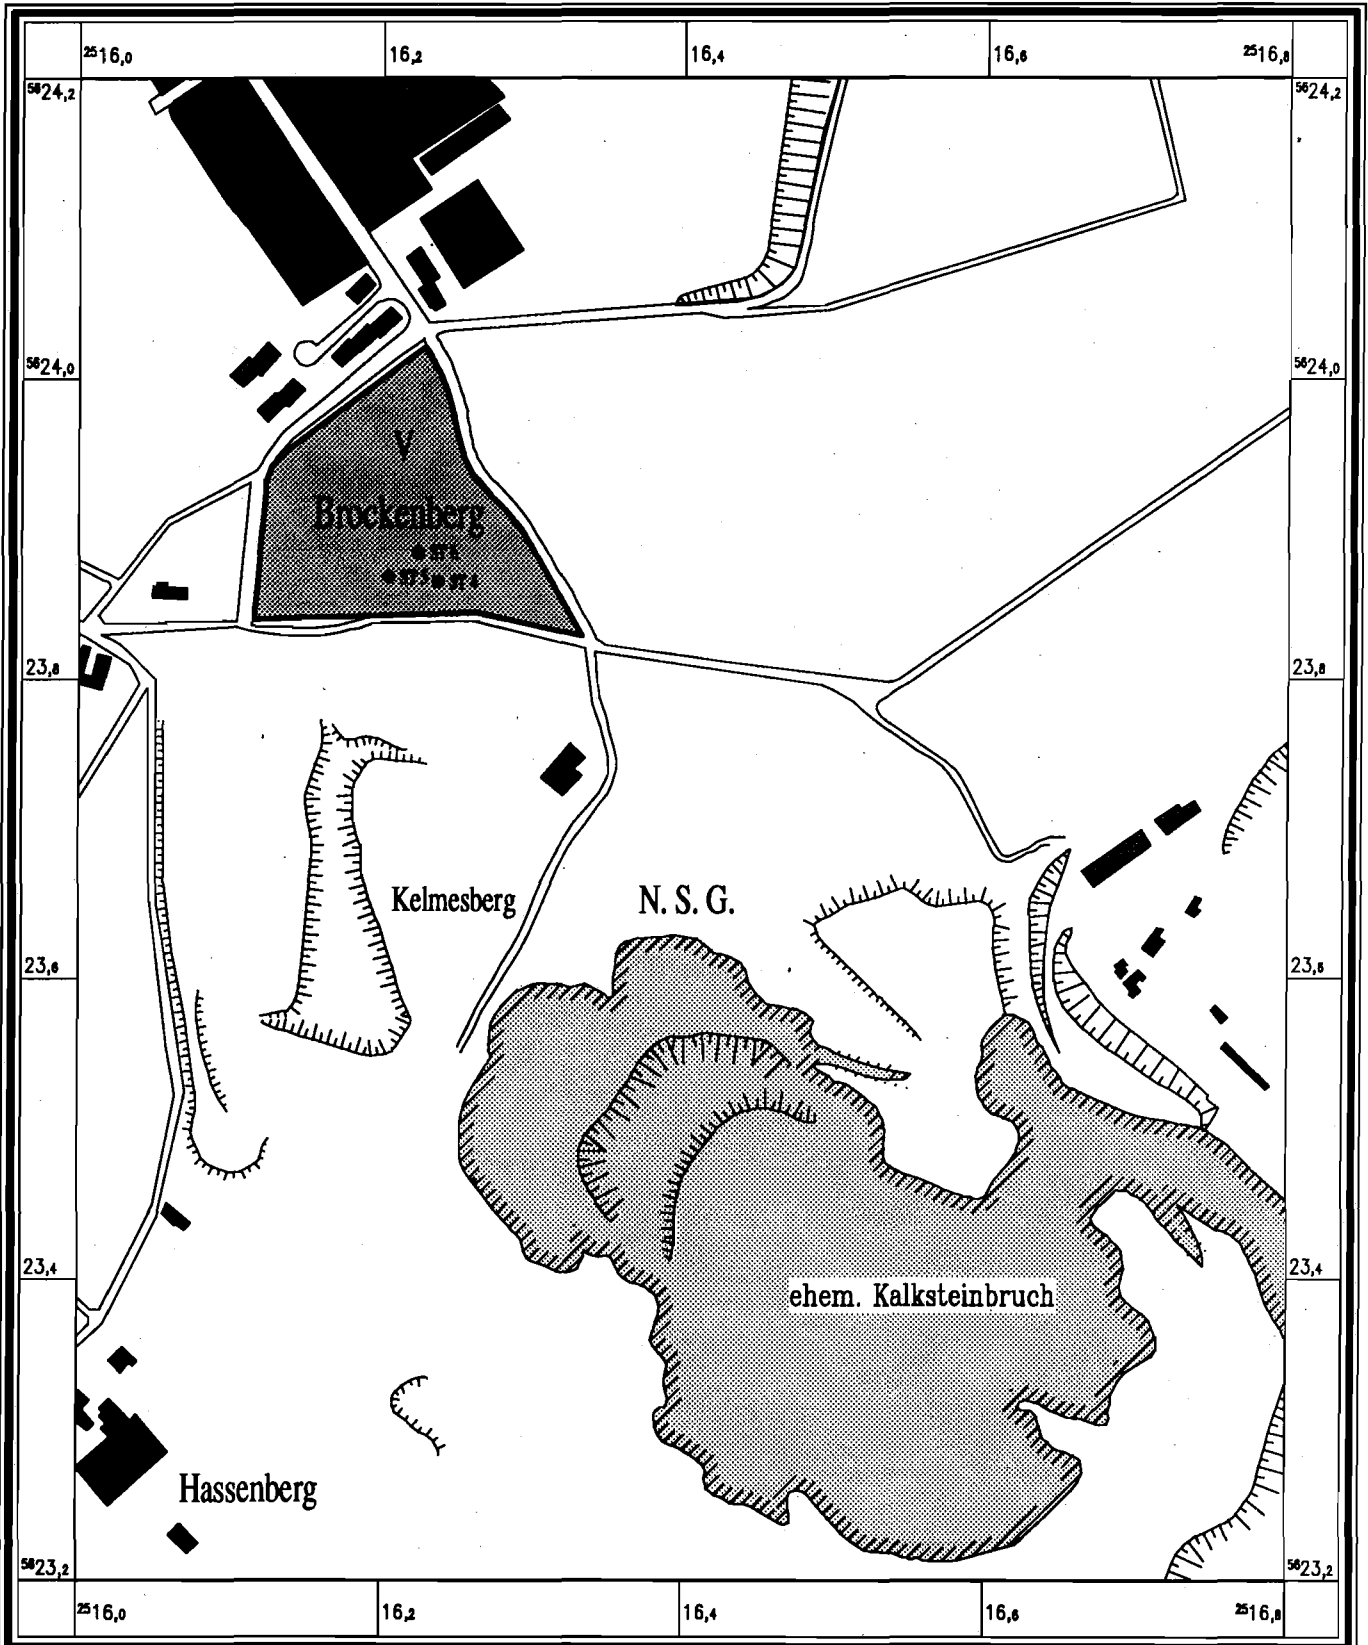 2516,0 16,2 16,4 16,6 2516,8
5624,2 5624,2
5624,0 5624,0
V
Brockenberg
ST3 ST4
23,8 23,8
Kelmesberg N. S. G.
23,6 23,6
23,4 23,4
ehem. Kalksteinbruch
Hassenberg
5623,2 5623,2
2516,0 16,2 16,4 16,6 2516,8